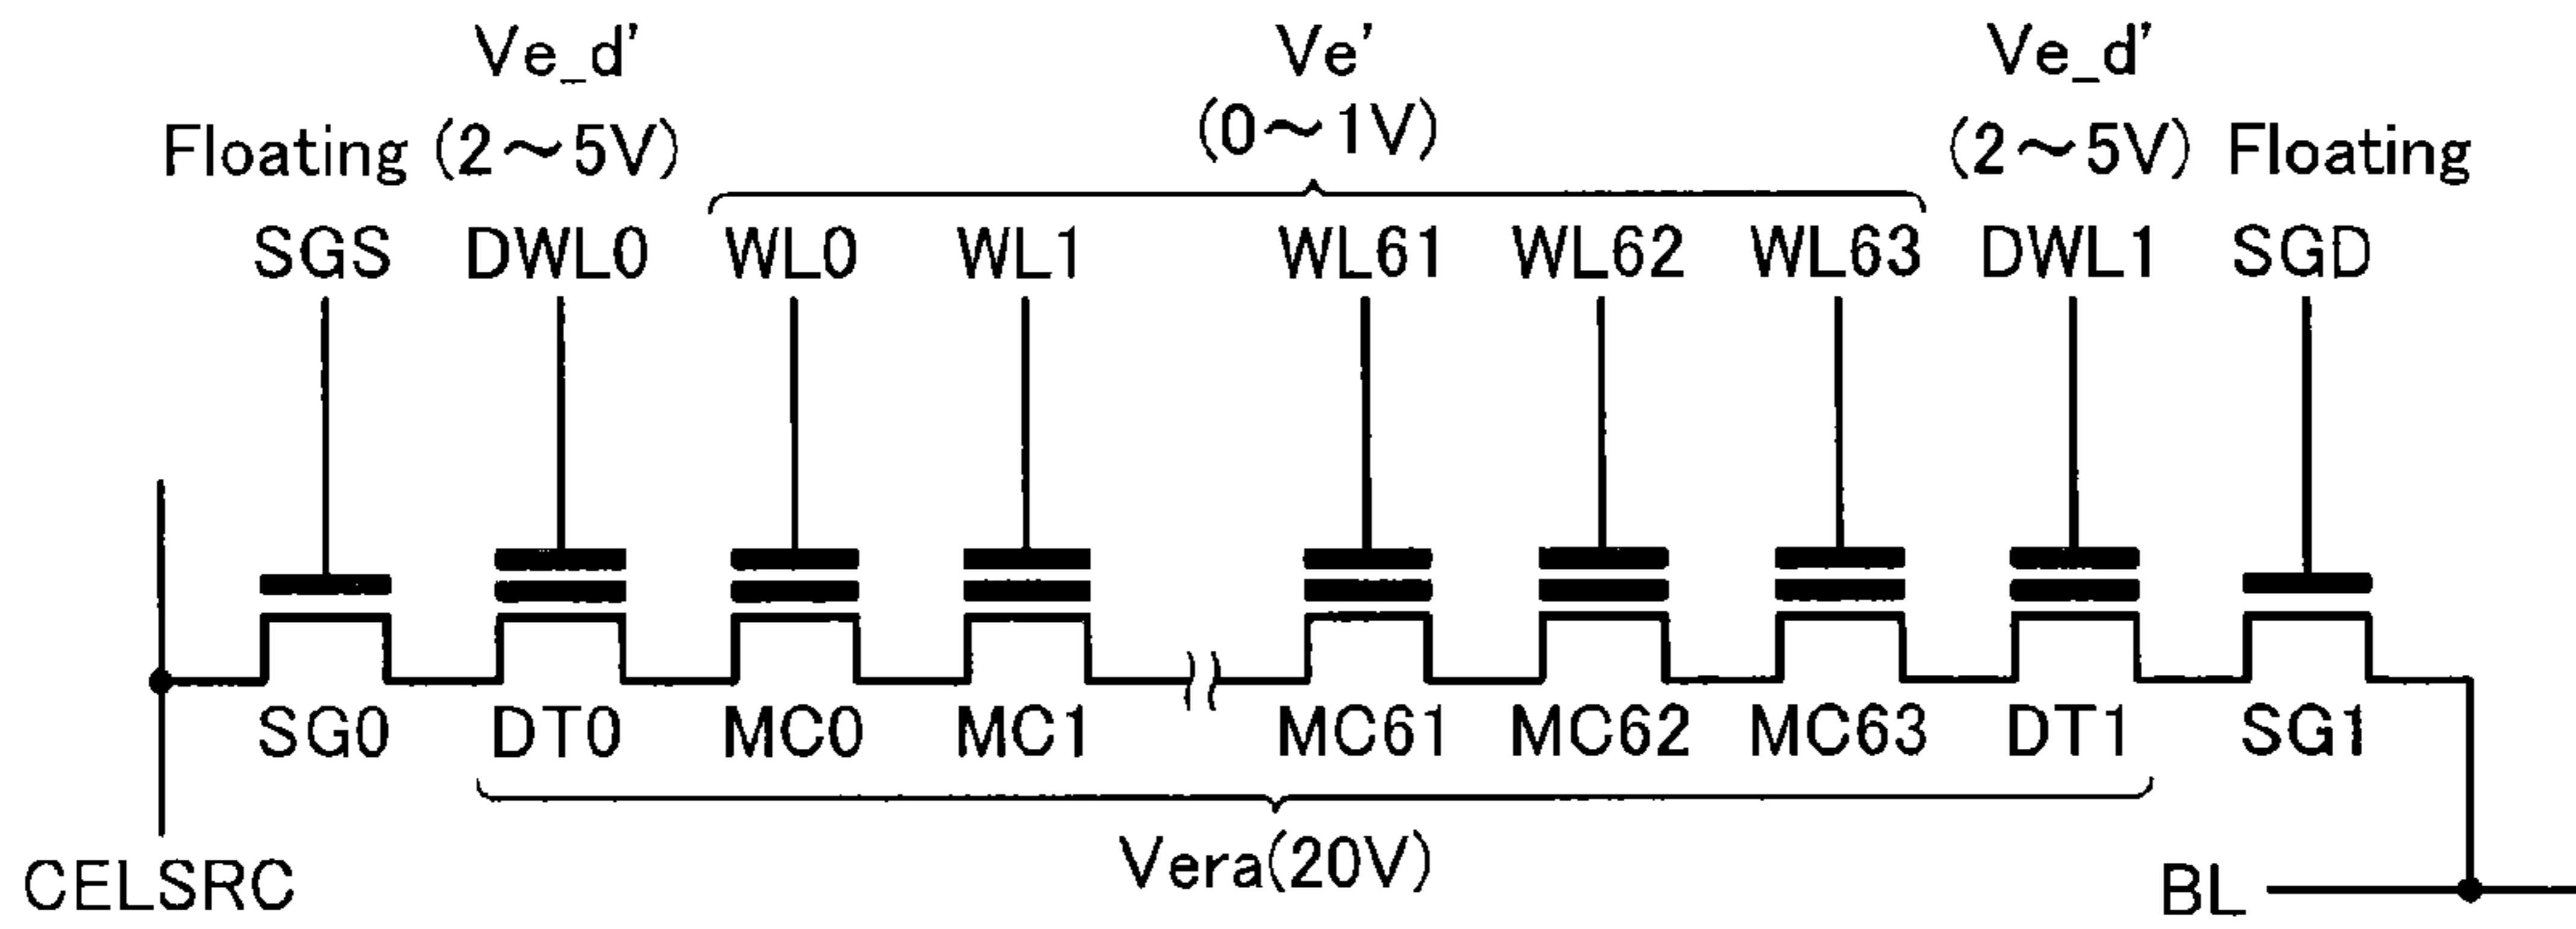 Ve_d' Ve' Ve_d'
Floating (2～5V) (0～1V) (2～5V) Floating
SGS DWL0 WL0 WL1 WL61 WL62 WL63 DWL1 SGD
SG0 DT0 MC0 MC1 MC61 MC62 MC63 DT1 SG1
Vera(20V)
CELSRC BL